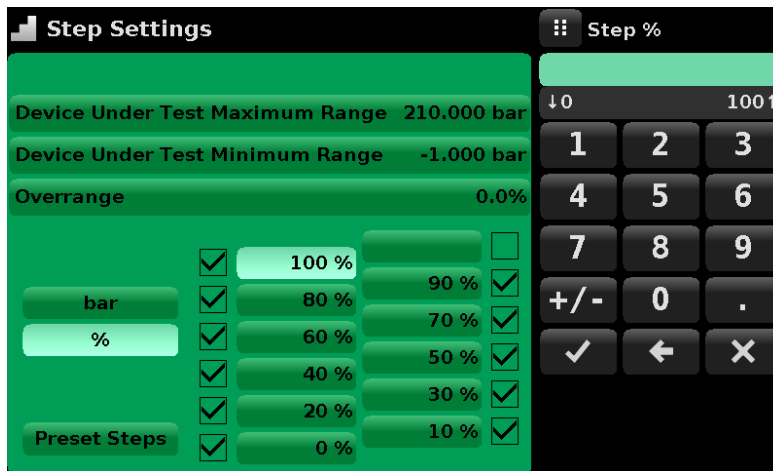 Step Settings
Device Under Test Maximum Range 210.000 bar
Device Under Test Minimum Range -1.000 bar
Overrange 0.0%
bar
%
Preset Steps
100 %
80 %
60 %
40 %
20 %
0 %
90 %
70 %
50 %
30 %
10 %
Step %
↓0 100↑
1 2 3
4 5 6
7 8 9
+/- 0 .